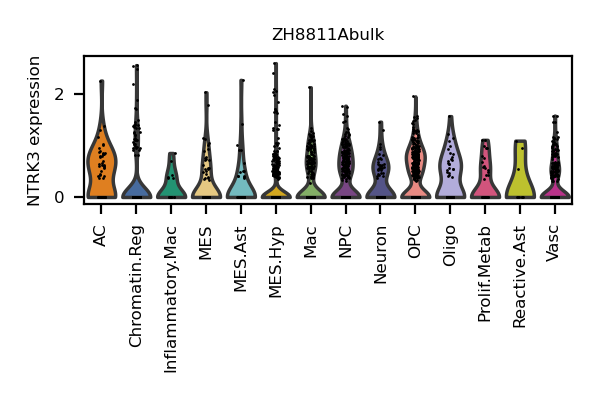 ZH8811Abulk
NTRK3 expression
2
0
AC
Chromatin.Reg
Inflammatory.Mac
MES
MES.Ast
MES.Hyp
Mac
NPC
Neuron
OPC
Oligo
Prolif.Metab
Reactive.Ast
Vasc